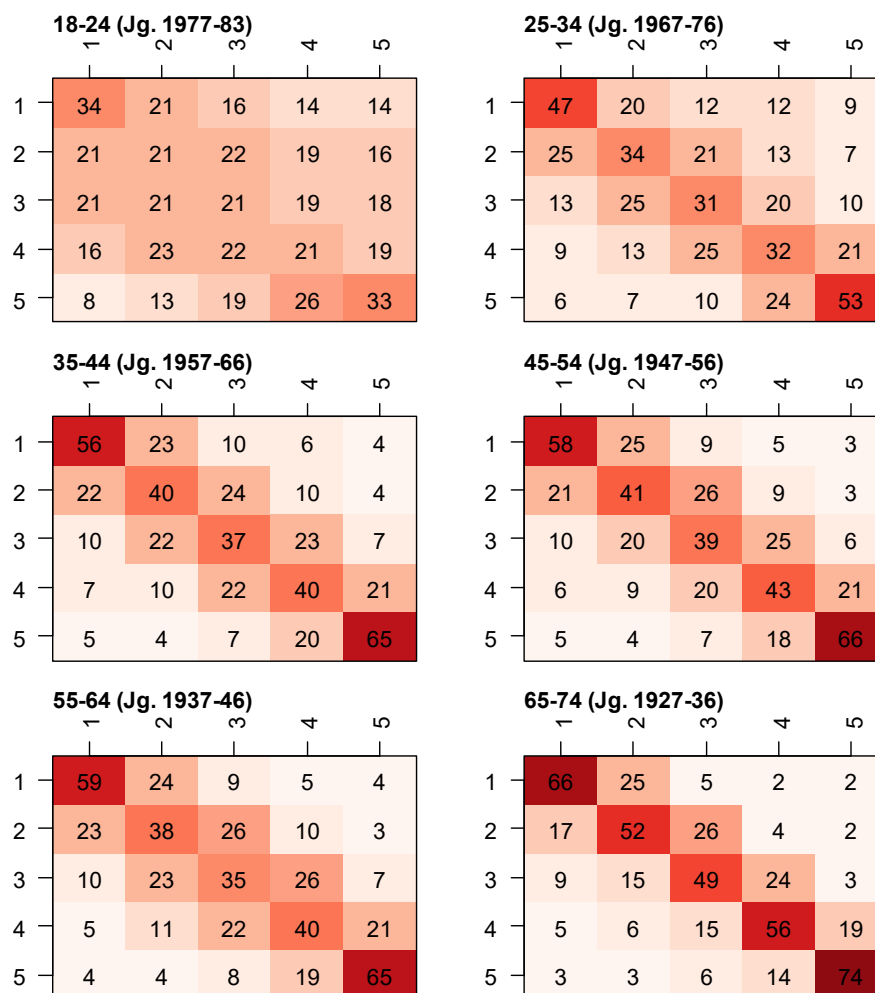 18-24 (Jg. 1977-83)
1 2 3 4 5
1 34 21 16 14 14
2 21 21 22 19 16
3 21 21 21 19 18
4 16 23 22 21 19
5 8 13 19 26 33
25-34 (Jg. 1967-76)
1 2 3 4 5
1 47 20 12 12 9
2 25 34 21 13 7
3 13 25 31 20 10
4 9 13 25 32 21
5 6 7 10 24 53
35-44 (Jg. 1957-66)
1 2 3 4 5
1 56 23 10 6 4
2 22 40 24 10 4
3 10 22 37 23 7
4 7 10 22 40 21
5 5 4 7 20 65
45-54 (Jg. 1947-56)
1 2 3 4 5
1 58 25 9 5 3
2 21 41 26 9 3
3 10 20 39 25 6
4 6 9 20 43 21
5 5 4 7 18 66
55-64 (Jg. 1937-46)
1 2 3 4 5
1 59 24 9 5 4
2 23 38 26 10 3
3 10 23 35 26 7
4 5 11 22 40 21
5 4 4 8 19 65
65-74 (Jg. 1927-36)
1 2 3 4 5
1 66 25 5 2 2
2 17 52 26 4 2
3 9 15 49 24 3
4 5 6 15 56 19
5 3 3 6 14 74